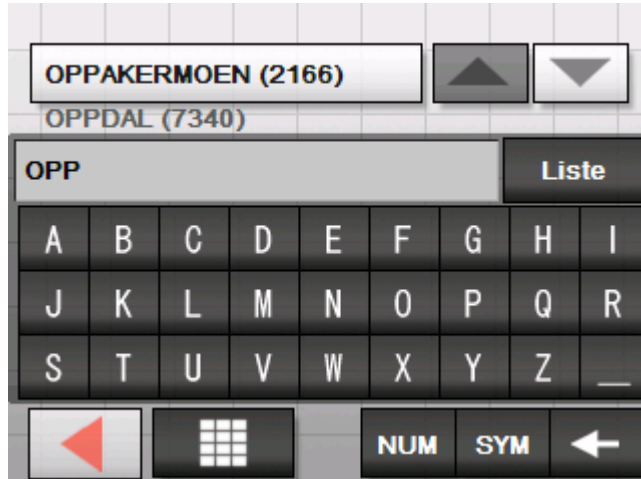 OPPAKERMOEN (2166)
OPPDAL (7340)
OPP Liste
A B C D E F G H I
J K L M N O P Q R
S T U V W X Y Z _
NUM SYM